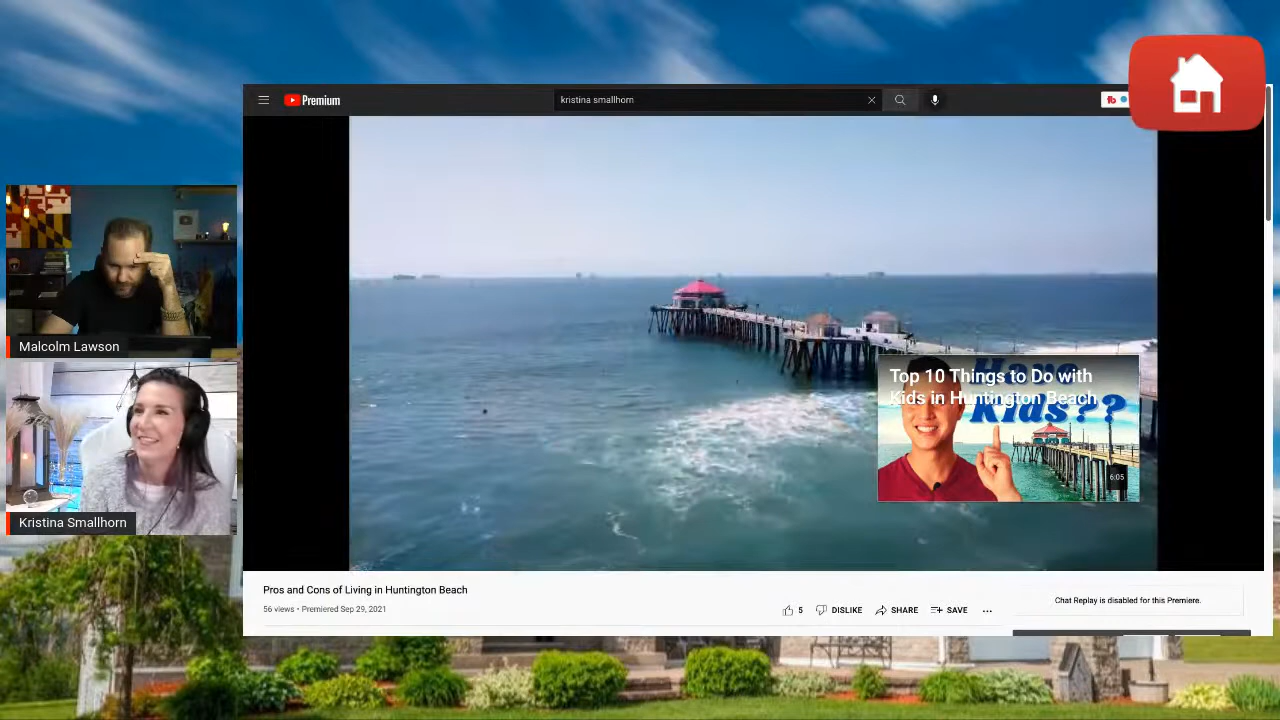 Premium
kristina smallhorn
Malcolm Lawson
Kristina Smallhorn
Have
Top 10 Things to Do with
Kids in Huntington Beach
Kids??
6:05
Pros and Cons of Living in Huntington Beach
56 views • Premiered Sep 29, 2021
5 DISLIKE SHARE SAVE ...
Chat Replay is disabled for this Premiere.